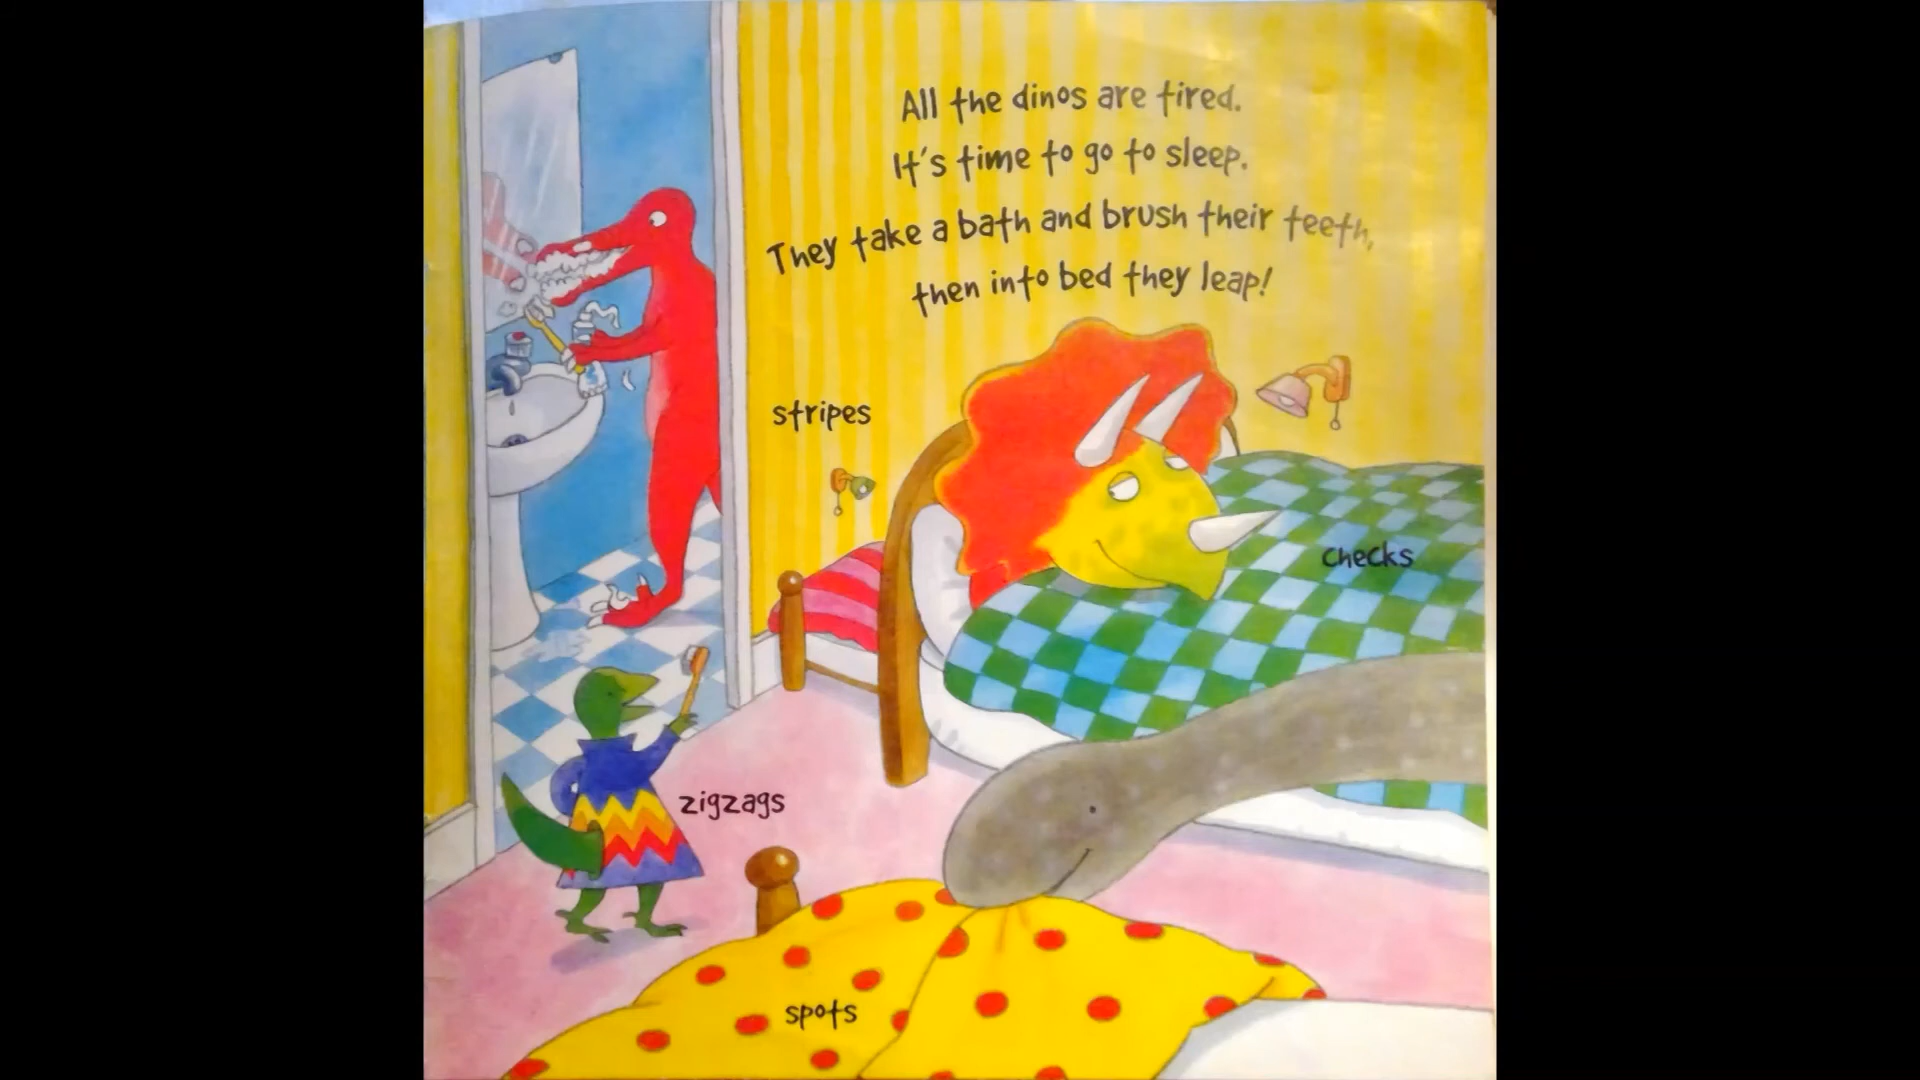 All the dinos are tired.
It's time to go to sleep.
They take a bath and brush their teeth,
then into bed they leap!
stripes
checks
zigzags
spots